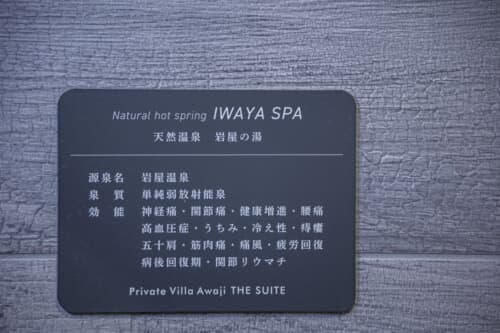 Natural hot spring IWAYA SPA
天然温泉 岩屋の湯
源泉名 岩屋温泉
泉質 単純弱放射能泉
効能 神経痛・関節痛・健康増進・腰痛
高血圧症・うちみ・冷え性・痔瘻
五十肩・筋肉痛・痛風・疲労回復
病後回復期・関節リウマチ
Private Villa Awaji THE SUITE